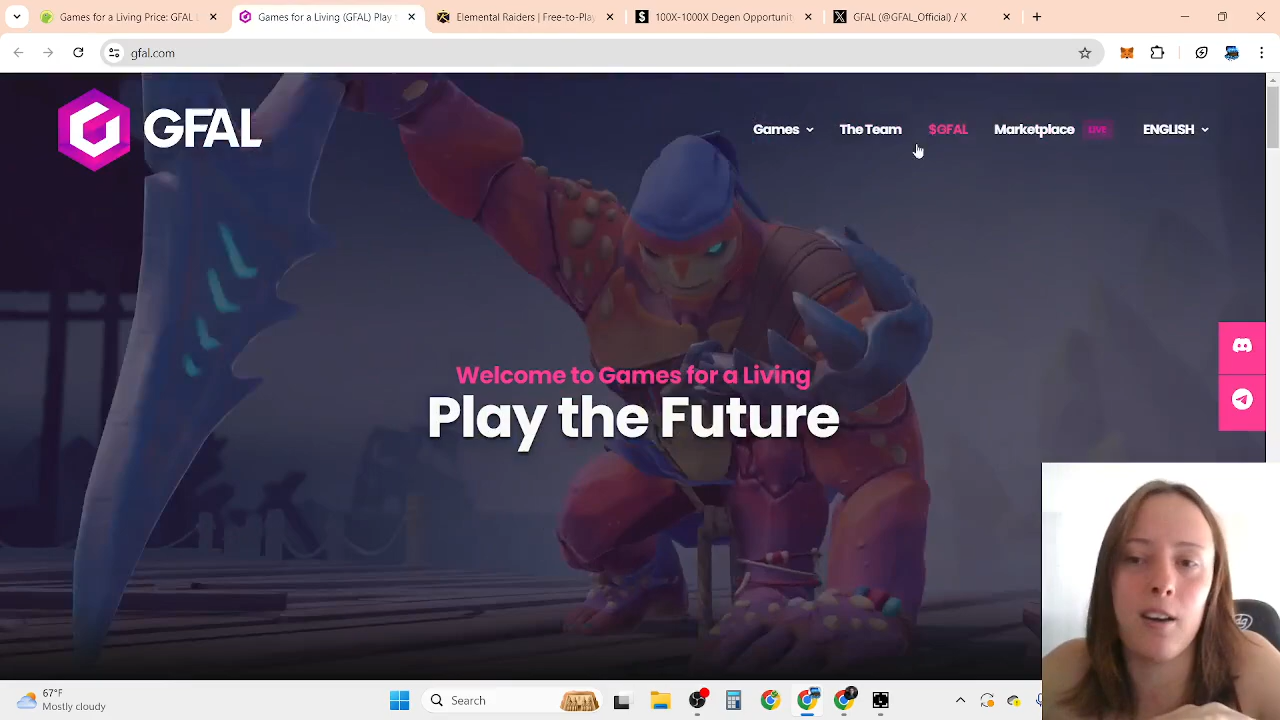 Games for a Living Price: GFAL
Games for a Living (GFAL) Play
Elemental Raiders | Free-to-Play
100X-1000X
gen Opportunit
GFAL (@GFAL_Official) / X
gfal.com
GFAL
Games
The Team
$GFAL
Marketplace
LIVE
ENGLISH
Welcome to Games for a Living
Play the Future
67°F
Mostly cloudy
Search